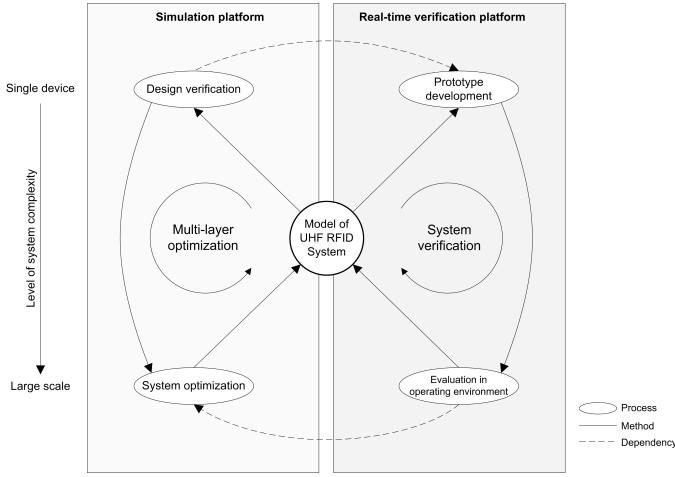 Simulation platform
Real-time verification platform
Single device
Design verification
Prototype
development
Level of system complexity
Multi-layer
optimization
Model of
UHF RFID
System
System
verification
Large scale
System optimization
Evaluation in
operating environment
Process
Method
Dependency